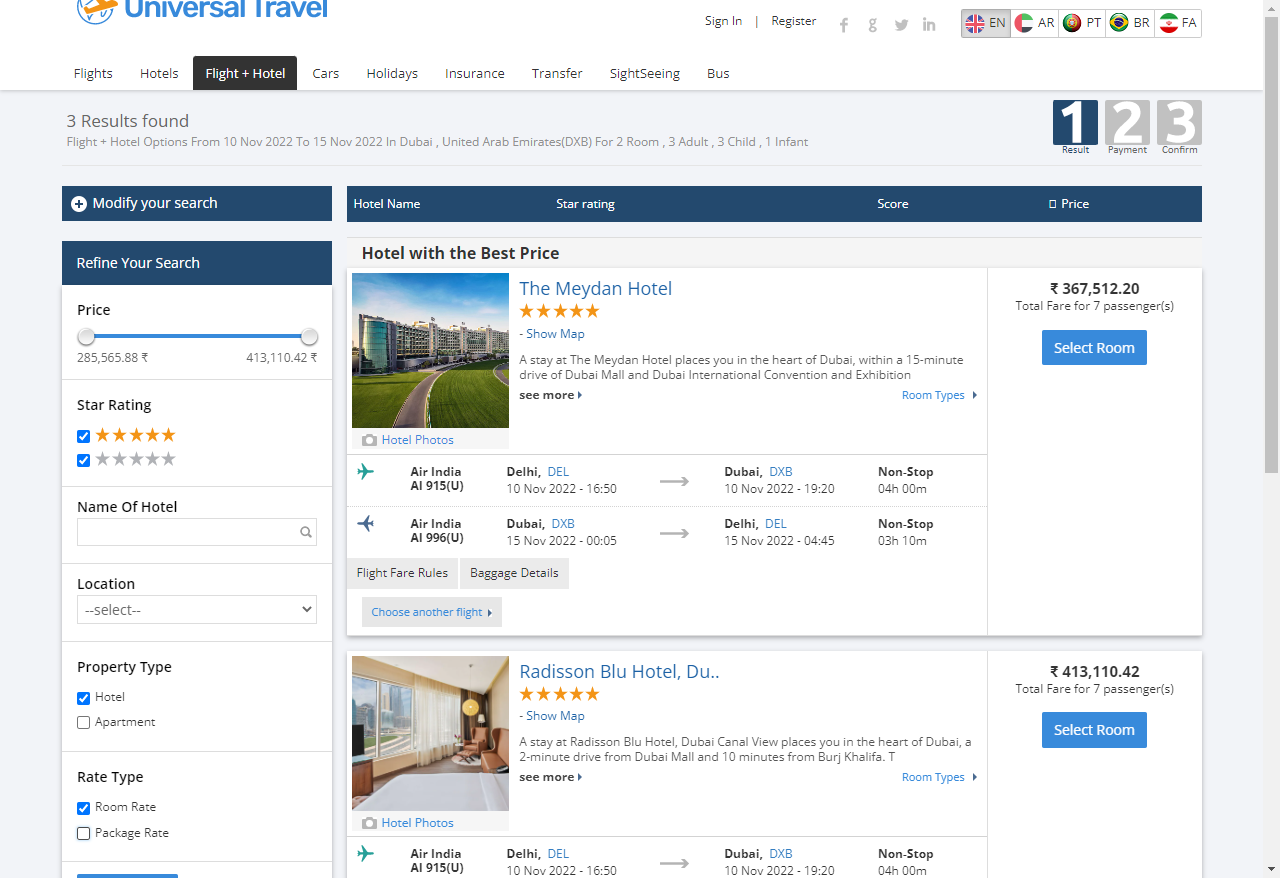 Universal Travel
Sign In | Register
EN AR PT BR FA
Flights Hotels Flight + Hotel Cars Holidays Insurance Transfer SightSeeing Bus
3 Results found
Flight + Hotel Options From 10 Nov 2022 To 15 Nov 2022 In Dubai , United Arab Emirates(DXB) For 2 Room , 3 Adult , 3 Child , 1 Infant
1 2 3
Result Payment Confirm
Modify your search
Hotel Name Star rating Score Price
Refine Your Search
Price
285,565.88 ₹ 413,110.42 ₹
Star Rating
Name Of Hotel
Location
--select--
Property Type
Hotel
Apartment
Rate Type
Room Rate
Package Rate
Hotel with the Best Price
The Meydan Hotel
- Show Map
A stay at The Meydan Hotel places you in the heart of Dubai, within a 15-minute
drive of Dubai Mall and Dubai International Convention and Exhibition
see more Room Types
Hotel Photos
₹ 367,512.20
Total Fare for 7 passenger(s)
Select Room
Air India Delhi, DEL Dubai, DXB Non-Stop
AI 915(U) 10 Nov 2022 - 16:50 10 Nov 2022 - 19:20 04h 00m
Air India Dubai, DXB Delhi, DEL Non-Stop
AI 996(U) 15 Nov 2022 - 00:05 15 Nov 2022 - 04:45 03h 10m
Flight Fare Rules Baggage Details
Choose another flight
Radisson Blu Hotel, Du..
- Show Map
A stay at Radisson Blu Hotel, Dubai Canal View places you in the heart of Dubai, a
2-minute drive from Dubai Mall and 10 minutes from Burj Khalifa. T
see more Room Types
Hotel Photos
₹ 413,110.42
Total Fare for 7 passenger(s)
Select Room
Air India Delhi, DEL Dubai, DXB Non-Stop
AI 915(U) 10 Nov 2022 - 16:50 10 Nov 2022 - 19:20 04h 00m